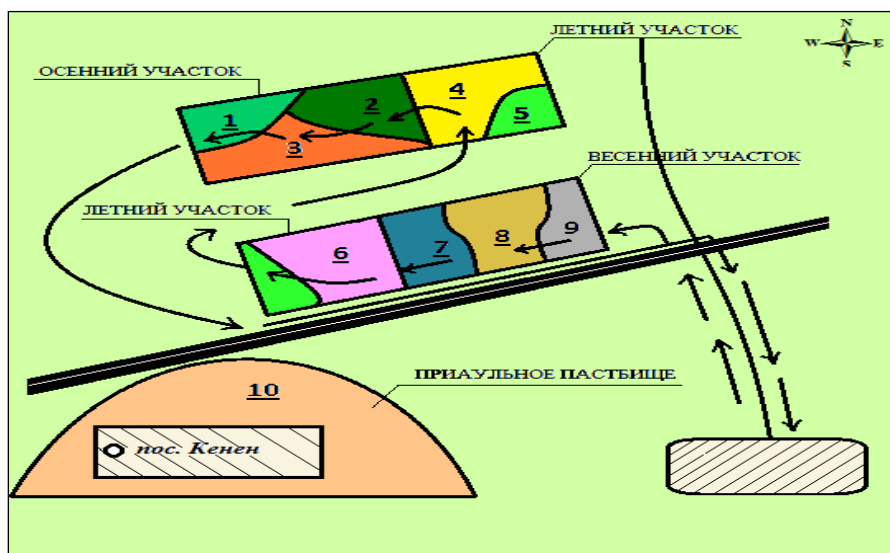 N
W E
S
ЛЕТНИЙ УЧАСТОК
ОСЕННИЙ УЧАСТОК
4
2
5
1
3
ВЕСЕННИЙ УЧАСТОК
ЛЕТНИЙ УЧАСТОК
9
8
7
6
ПРИАУЛЬНОЕ ПАСТБИЩЕ
10
пос. Кенен